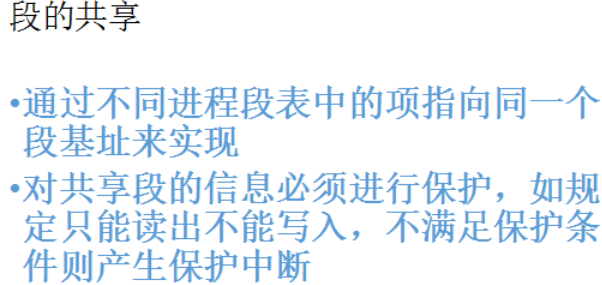 段的共享
•通过不同进程段表中的项指向同一个
段基址来实现
•对共享段的信息必须进行保护，如规
定只能读出不能写入，不满足保护条
件则产生保护中断